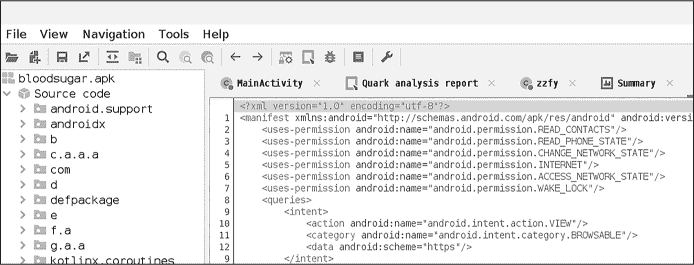 File View Navigation Tools Help
bloodsugar.apk
Source code
android.support
androidx
b
c.a.a.a
com
d
defpackage
e
f.a
g.a.a
kotlinx.coroutines
MainActivity × Quark analysis report × zzfy × Summary ×
<?xml version="1.0" encoding="utf-8"?>
1 <manifest xmlns:android="http://schemas.android.com/apk/res/android" android:versi
2 <uses-permission android:name="android.permission.READ_CONTACTS"/>
3 <uses-permission android:name="android.permission.READ_PHONE_STATE"/>
4 <uses-permission android:name="android.permission.CHANGE_NETWORK_STATE"/>
5 <uses-permission android:name="android.permission.INTERNET"/>
6 <uses-permission android:name="android.permission.ACCESS_NETWORK_STATE"/>
7 <uses-permission android:name="android.permission.WAKE_LOCK"/>
8 <queries>
9 <intent>
10 <action android:name="android.intent.action.VIEW"/>
11 <category android:name="android.intent.category.BROWSABLE"/>
12 <data android:scheme="https"/>
9 </intent>